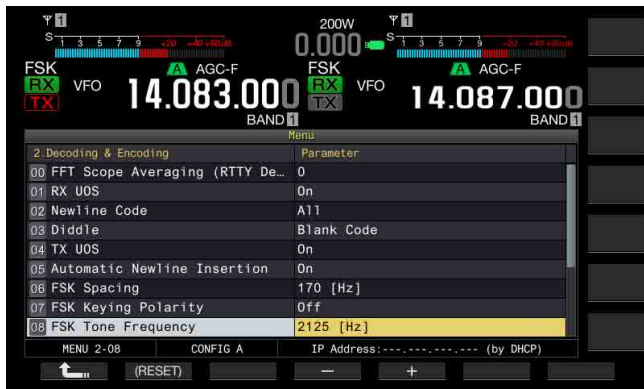 1 200W 1
S 1 3 5 7 9 +20 +40 +60dB 0.000 S 1 3 5 7 9 +20 +40 +60dB
FSK A AGC-F FSK A AGC-F
RX VFO 14.083.000 RX VFO 14.087.000
TX TX
BAND 1 BAND 1
Menu
2.Decoding & Encoding Parameter
00 FFT Scope Averaging (RTTY De… 0
01 RX UOS On
02 Newline Code All
03 Diddle Blank Code
04 TX UOS On
05 Automatic Newline Insertion On
06 FSK Spacing 170 [Hz]
07 FSK Keying Polarity Off
08 FSK Tone Frequency 2125 [Hz]
MENU 2-08 CONFIG A IP Address:---.---.---.--- (by DHCP)
(RESET) − +